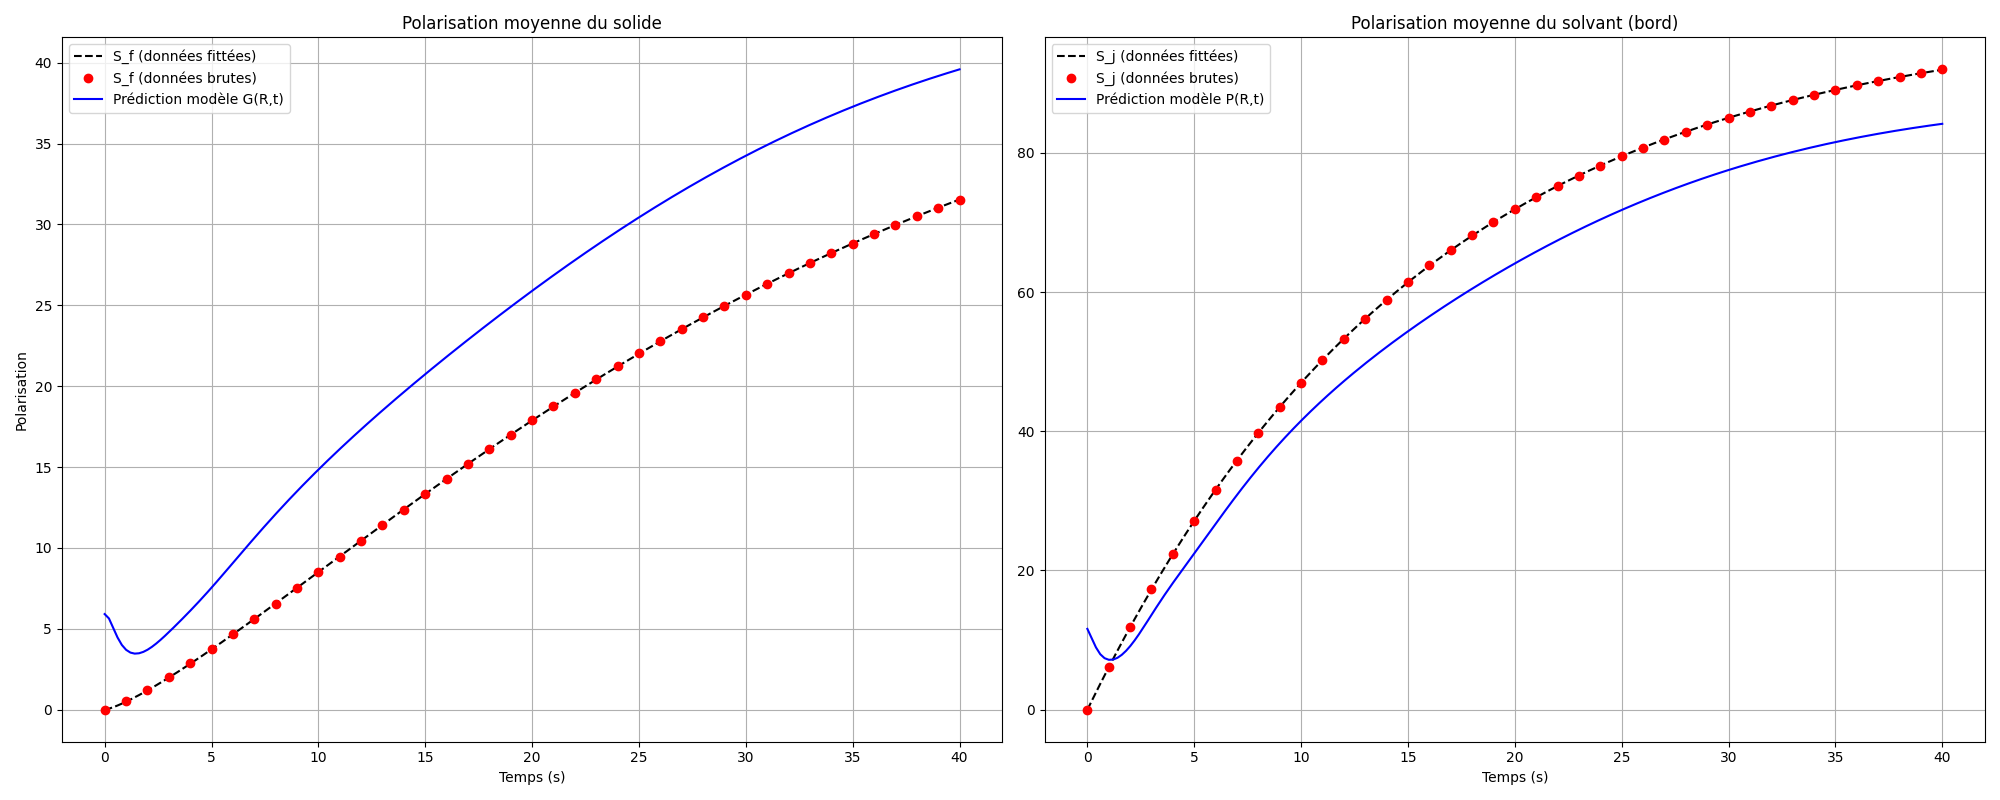 Polarisation moyenne du solide
S_f (données fittées)
S_f (données brutes)
Prédiction modèle G(R,t)
40
35
30
25
20
15
10
5
0
Polarisation
0 5 10 15 20 25 30 35 40
Temps (s)
Polarisation moyenne du solvant (bord)
S_j (données fittées)
S_j (données brutes)
Prédiction modèle P(R,t)
80
60
40
20
0
0 5 10 15 20 25 30 35 40
Temps (s)